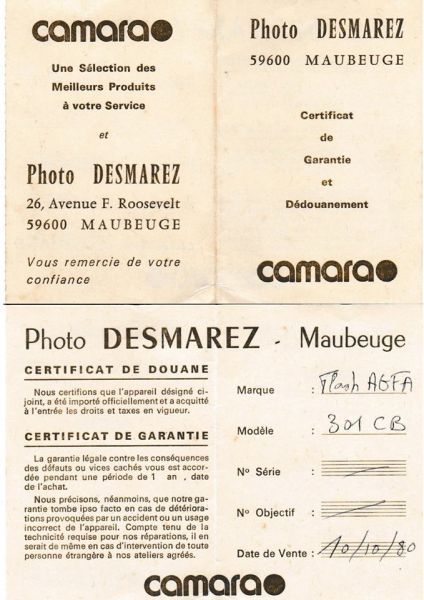 camara
Une Sélection des
Meilleurs Produits
à votre Service
et
Photo DESMAREZ
26, Avenue F. Roosevelt
59600 MAUBEUGE
Vous remercie de votre
confiance
Photo DESMAREZ
59600 MAUBEUGE
Certificat
de
Garantie
et
Dédouanement
camara
Photo DESMAREZ - Maubeuge
CERTIFICAT DE DOUANE
Nous certifions que l'appareil désigné ci-
joint, a été importé officiellement et a acquitté
à l'entrée les droits et taxes en vigueur.
CERTIFICAT DE GARANTIE
La garantie légale contre les conséquences
des défauts ou vices cachés vous est accor-
dée pendant une période de 1 an , date
de l'achat.
Nous précisons, néanmoins, que notre ga-
rantie tombe ipso facto en cas de détériora-
tions provoquées par un accident ou un usage
incorrect de l'appareil. Compte tenu de la
technicité requise pour nos réparations, il en
serait de même en cas d'intervention de toute
personne étrangère à nos ateliers agréés.
Marque : Flash AGFA
Modèle : 301 CB
Nº Série :
Nº Objectif :
Date de Vente : 10/10/80
camara